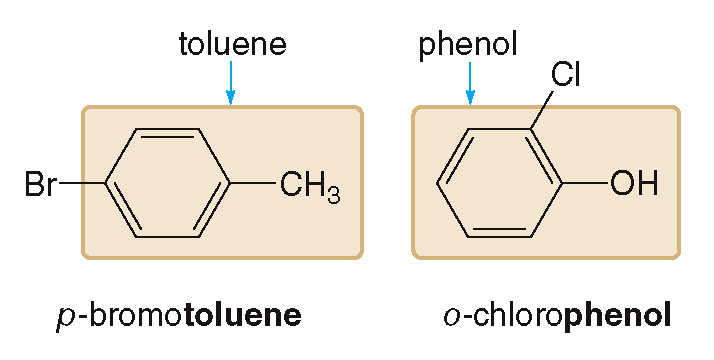 toluene phenol
Cl
Br CH₃ OH
p-bromotoluene o-chlorophenol